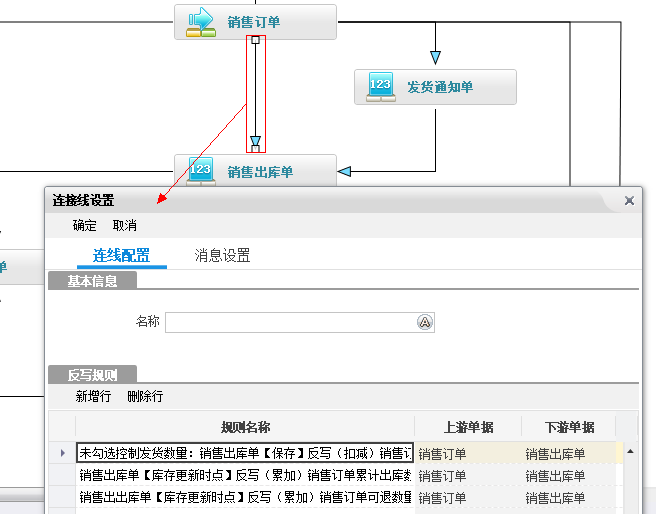 销售订单
123
发货通知单
123
销售出库单
单
连接线设置
确定 取消
连线配置 消息设置
基本信息
名称
A
反写规则
新增行 删除行
规则名称 上游单据 下游单据
未勾选控制发货数量：销售出库单【保存】反写（扣减）销售订 销售订单 销售出库单
销售出出库单【库存更新时点】反写（累加）销售订单累计出库数 销售订单 销售出库单
销售出出库单【库存更新时点】反写（累加）销售订单可退数量 销售订单 销售出库单